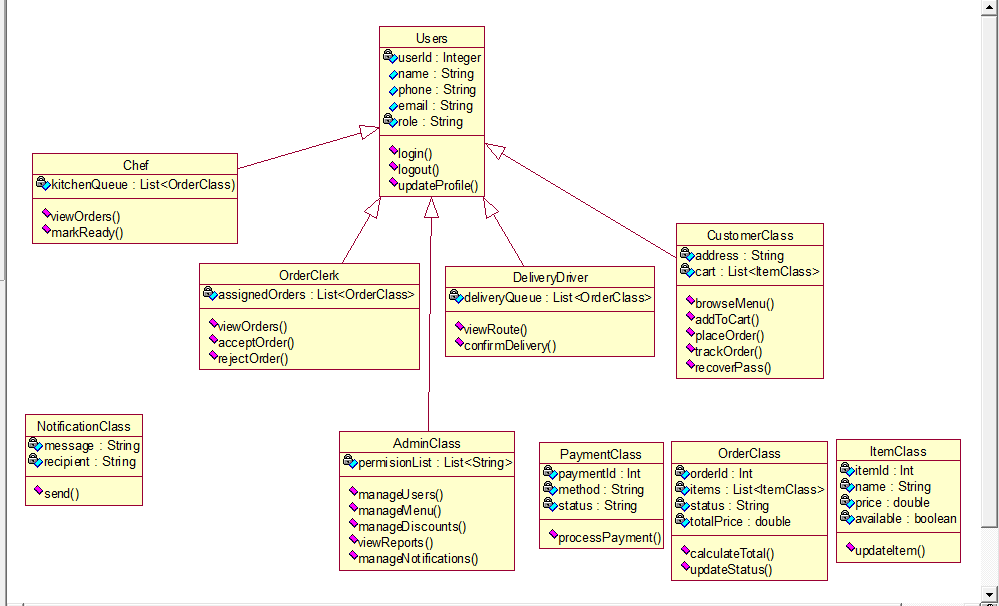 Users
userId : Integer
name : String
phone : String
email : String
role : String
login()
logout()
updateProfile()
Chef
kitchenQueue : List<OrderClass)
viewOrders()
markReady()
OrderClerk
assignedOrders : List<OrderClass>
viewOrders()
acceptOrder()
rejectOrder()
DeliveryDriver
deliveryQueue : List<OrderClass>
viewRoute()
confirmDelivery()
CustomerClass
address : String
cart : List<ItemClass>
browseMenu()
addToCart()
placeOrder()
trackOrder()
recoverPass()
NotificationClass
message : String
recipient : String
send()
AdminClass
permisionList : List<String>
manageUsers()
manageMenu()
manageDiscounts()
viewReports()
manageNotifications()
PaymentClass
paymentId : Int
method : String
status : String
processPayment()
OrderClass
orderId : Int
items : List<ItemClass>
status : String
totalPrice : double
calculateTotal()
updateStatus()
ItemClass
itemId : Int
name : String
price : double
available : boolean
updateItem()